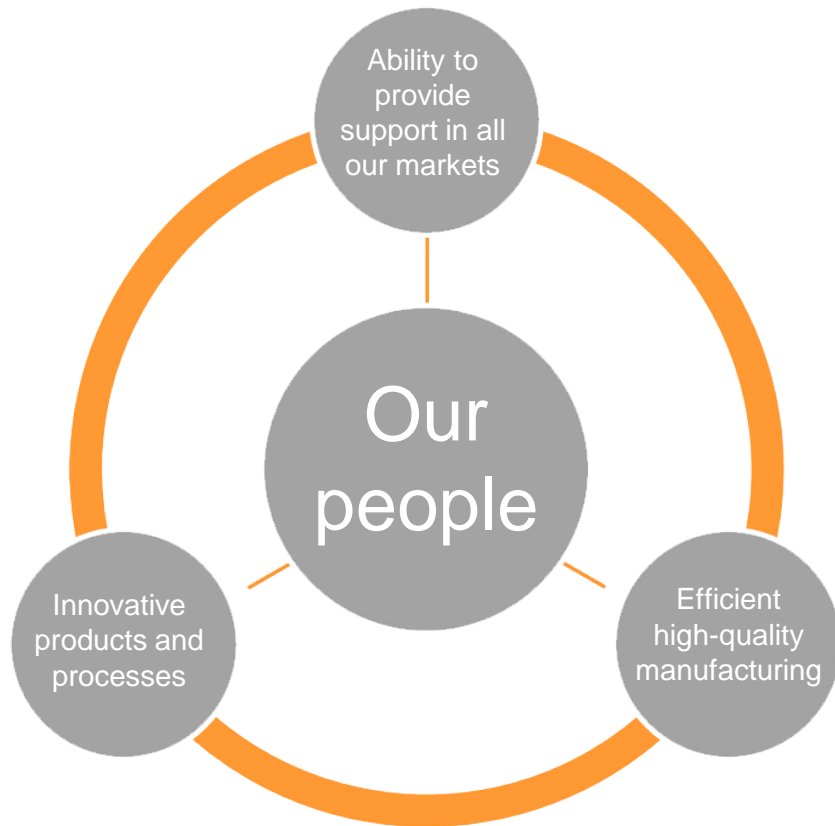 Ability to
provide
support in all
our markets
Our
people
Innovative
products and
processes
Efficient
high-quality
manufacturing